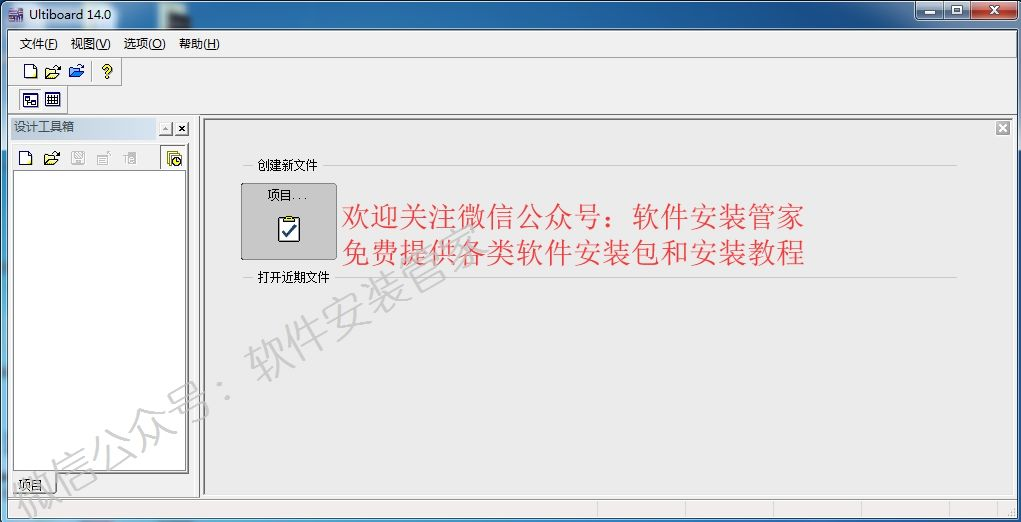 Ultiboard 14.0
文件(F) 视图(V) 选项(O) 帮助(H)
设计工具箱
创建新文件
项目...
欢迎关注微信公众号：软件安装管家
免费提供各类软件安装包和安装教程
打开近期文件
微信公众号：软件安装管家
项目